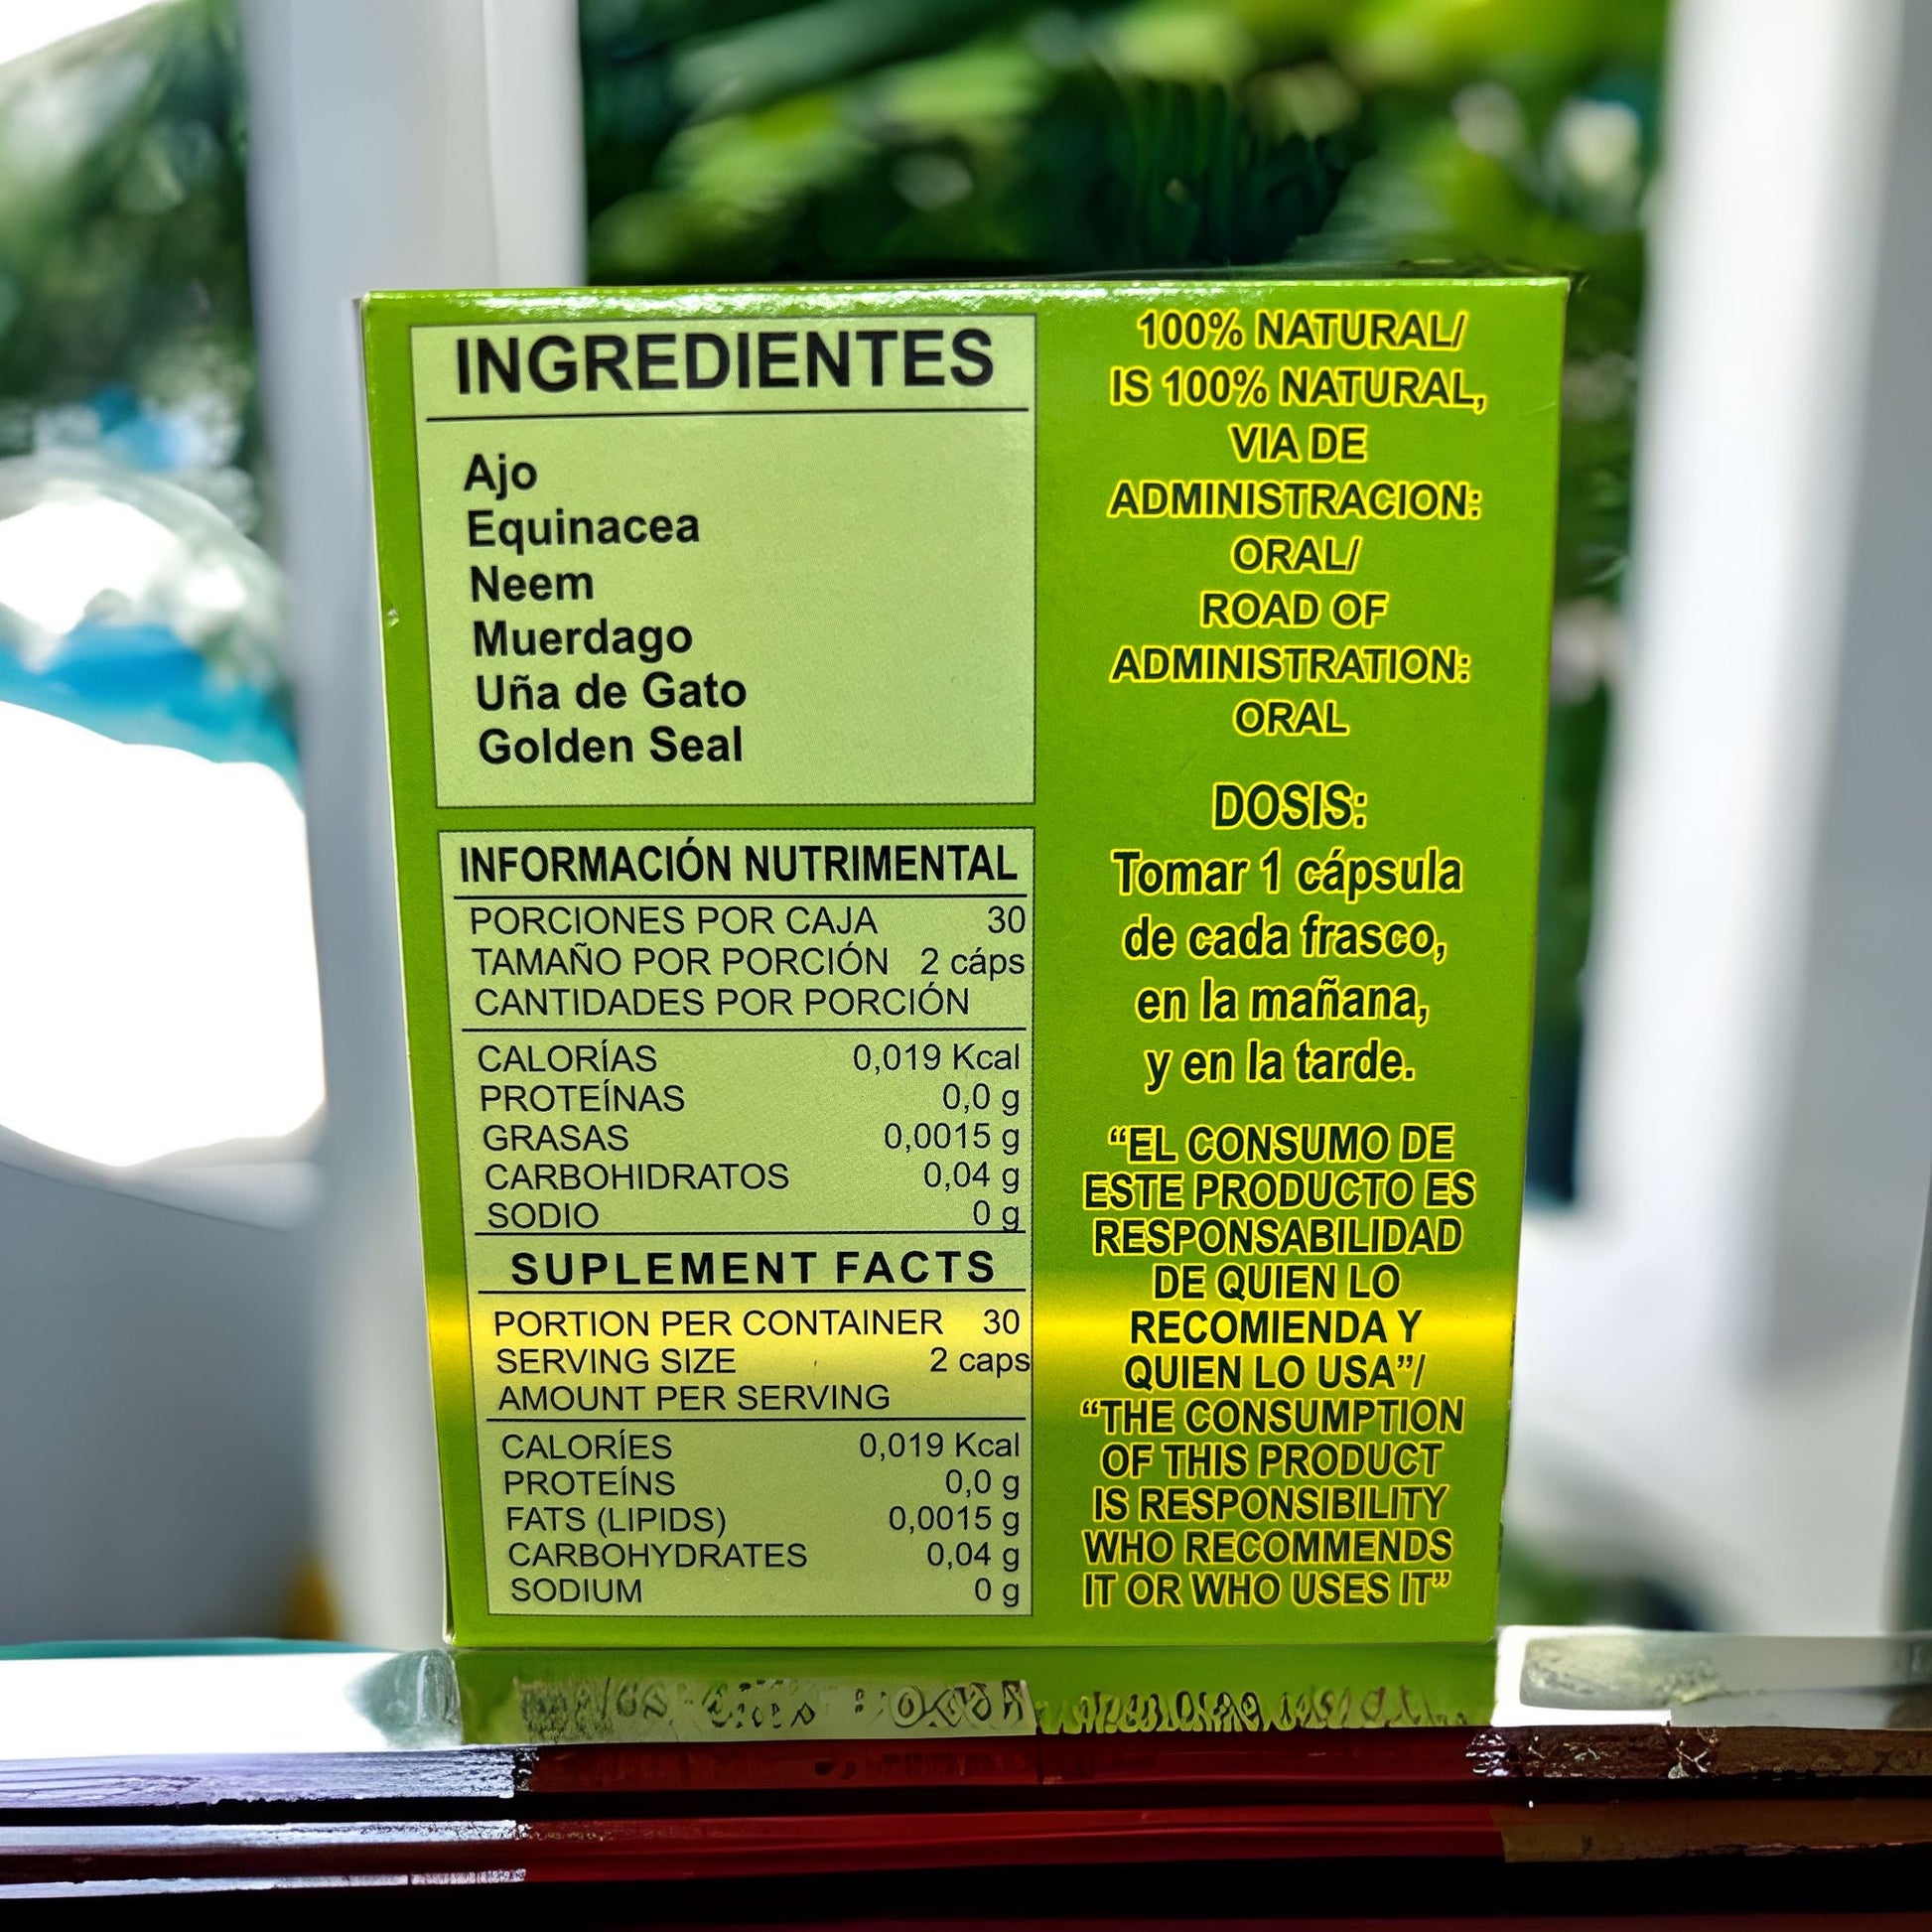 INGREDIENTES
Ajo
Equinacea
Neem
Muerdago
Uña de Gato
Golden Seal
INFORMACIÓN NUTRIMENTAL
PORCIONES POR CAJA 30
TAMAÑO POR PORCIÓN 2 cáps
CANTIDADES POR PORCIÓN
CALORÍAS 0,019 Kcal
PROTEÍNAS 0,0 g
GRASAS 0,0015 g
CARBOHIDRATOS 0,04 g
SODIO 0 g
SUPLEMENT FACTS
PORTION PER CONTAINER 30
SERVING SIZE 2 caps
AMOUNT PER SERVING
CALORÍES 0,019 Kcal
PROTEÍNS 0,0 g
FATS (LIPIDS) 0,0015 g
CARBOHYDRATES 0,04 g
SODIUM 0 g
100% NATURAL/
IS 100% NATURAL,
VIA DE
ADMINISTRACION:
ORAL/
ROAD OF
ADMINISTRATION:
ORAL
DOSIS:
Tomar 1 cápsula
de cada frasco,
en la mañana,
y en la tarde.
“EL CONSUMO DE
ESTE PRODUCTO ES
RESPONSABILIDAD
DE QUIEN LO
RECOMIENDA Y
QUIEN LO USA”/
“THE CONSUMPTION
OF THIS PRODUCT
IS RESPONSIBILITY
WHO RECOMMENDS
IT OR WHO USES IT”